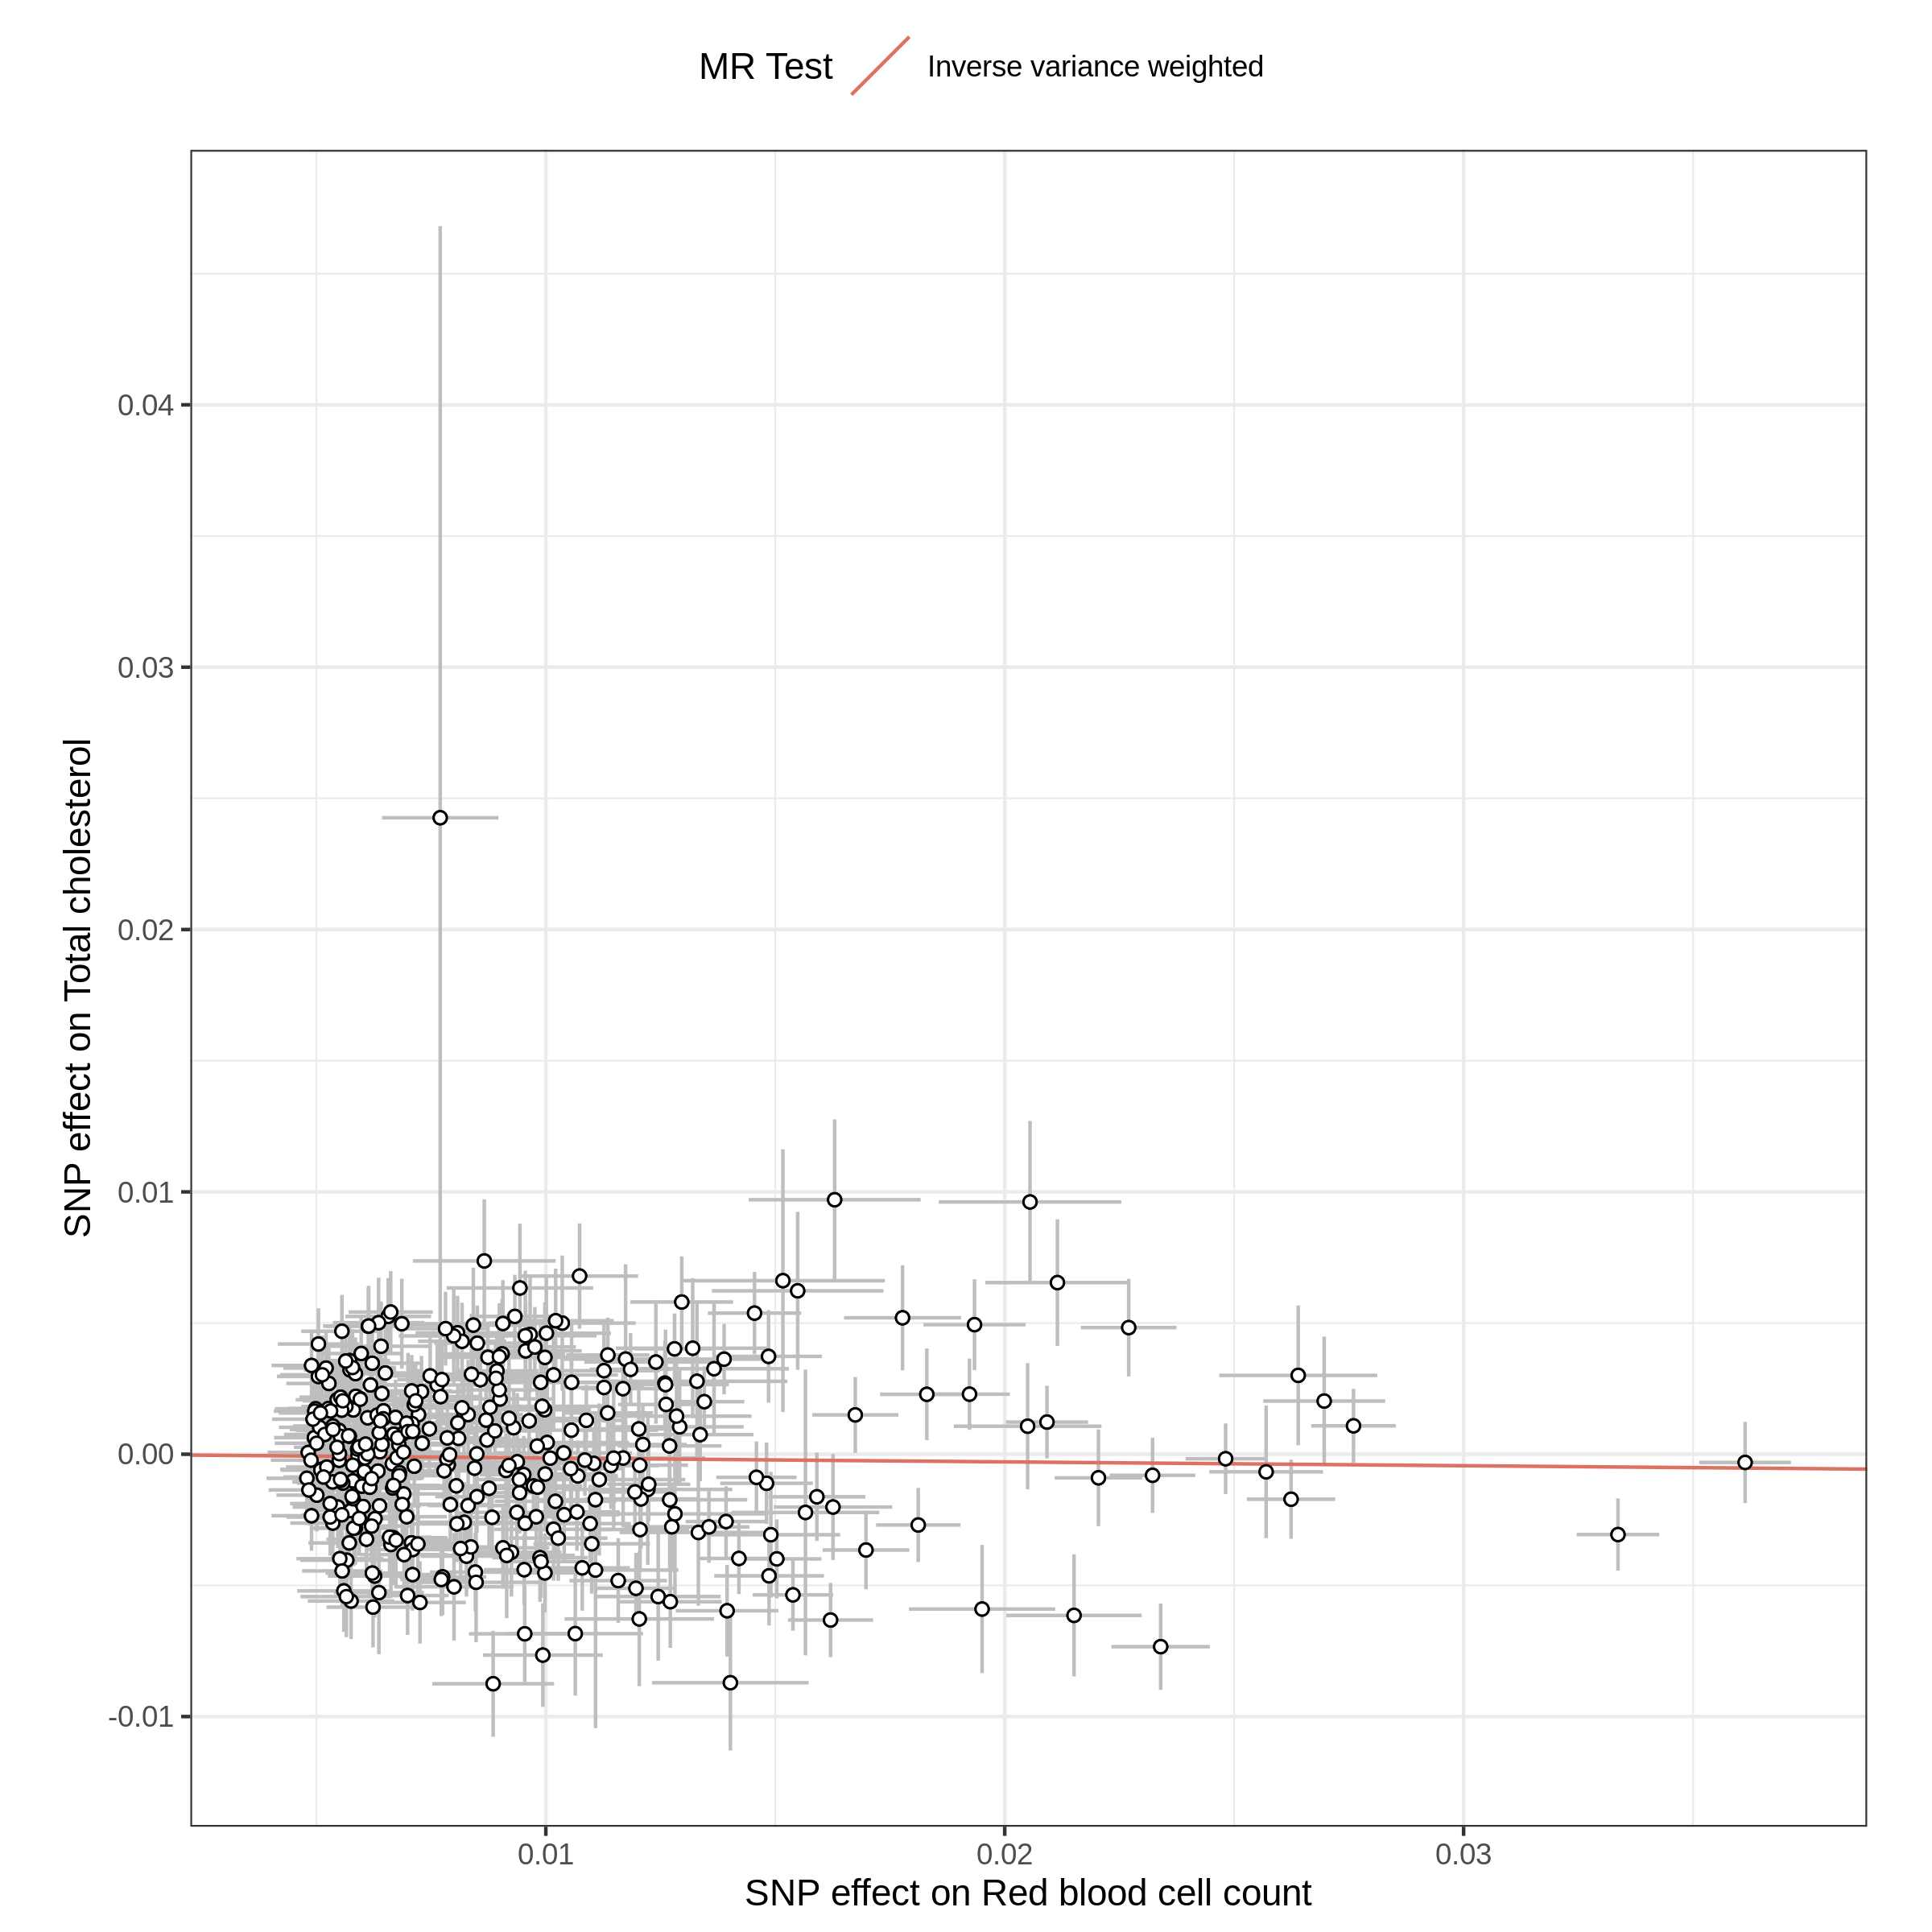 MR Test
Inverse variance weighted
SNP effect on Total cholesterol
0.04
0.03
0.02
0.01
0.00
-0.01
0.01
0.02
0.03
SNP effect on Red blood cell count